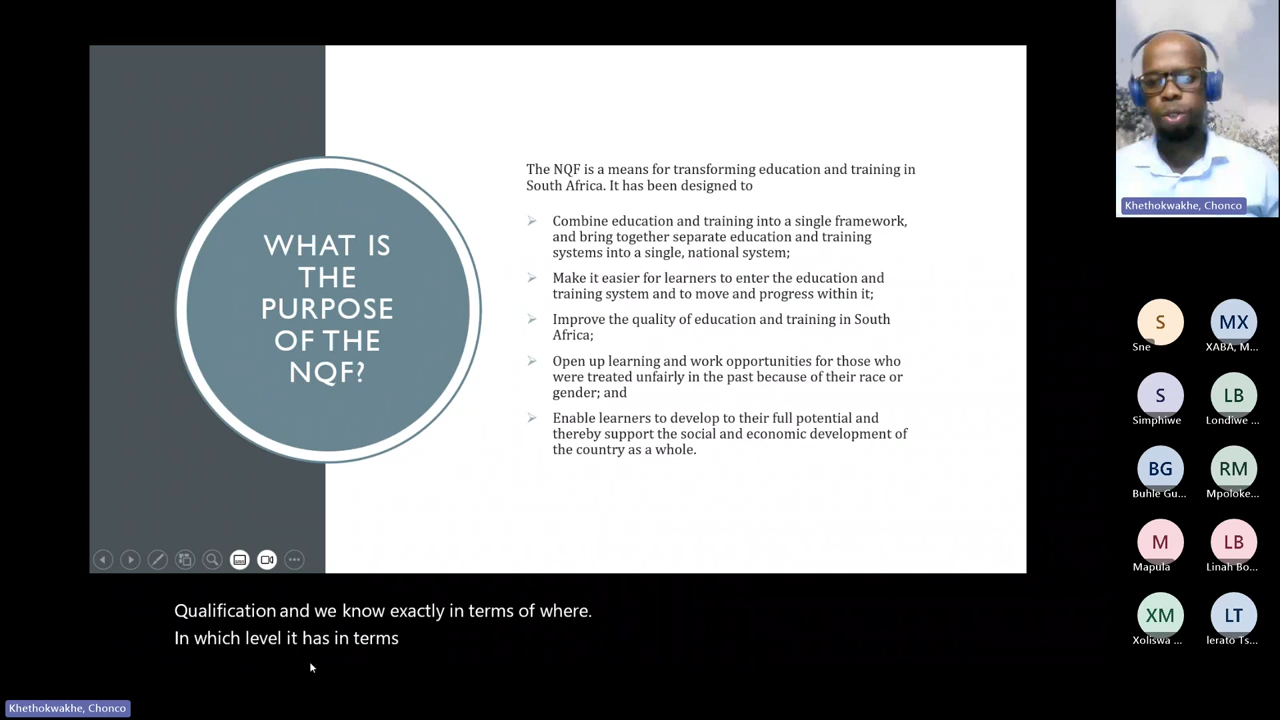 WHAT IS
THE
PURPOSE
OF THE
NQF?
The NQF is a means for transforming education and training in
South Africa. It has been designed to
Combine education and training into a single framework,
and bring together separate education and training
systems into a single, national system;
Make it easier for learners to enter the education and
training system and to move and progress within it;
Improve the quality of education and training in South
Africa;
Open up learning and work opportunities for those who
were treated unfairly in the past because of their race or
gender; and
Enable learners to develop to their full potential and
thereby support the social and economic development of
the country as a whole.
Qualification and we know exactly in terms of where.
In which level it has in terms
Khethokwakhe, Chonco
Khethokwakhe, Chonco
S
Sne
MX
XABA, M...
S
Simphiwe
LB
Londiwe ...
BG
Buhle Gu...
RM
Mpoloke...
M
Mapula
LB
Linah Bo...
XM
Xoliswa ...
LT
lerato Ts...